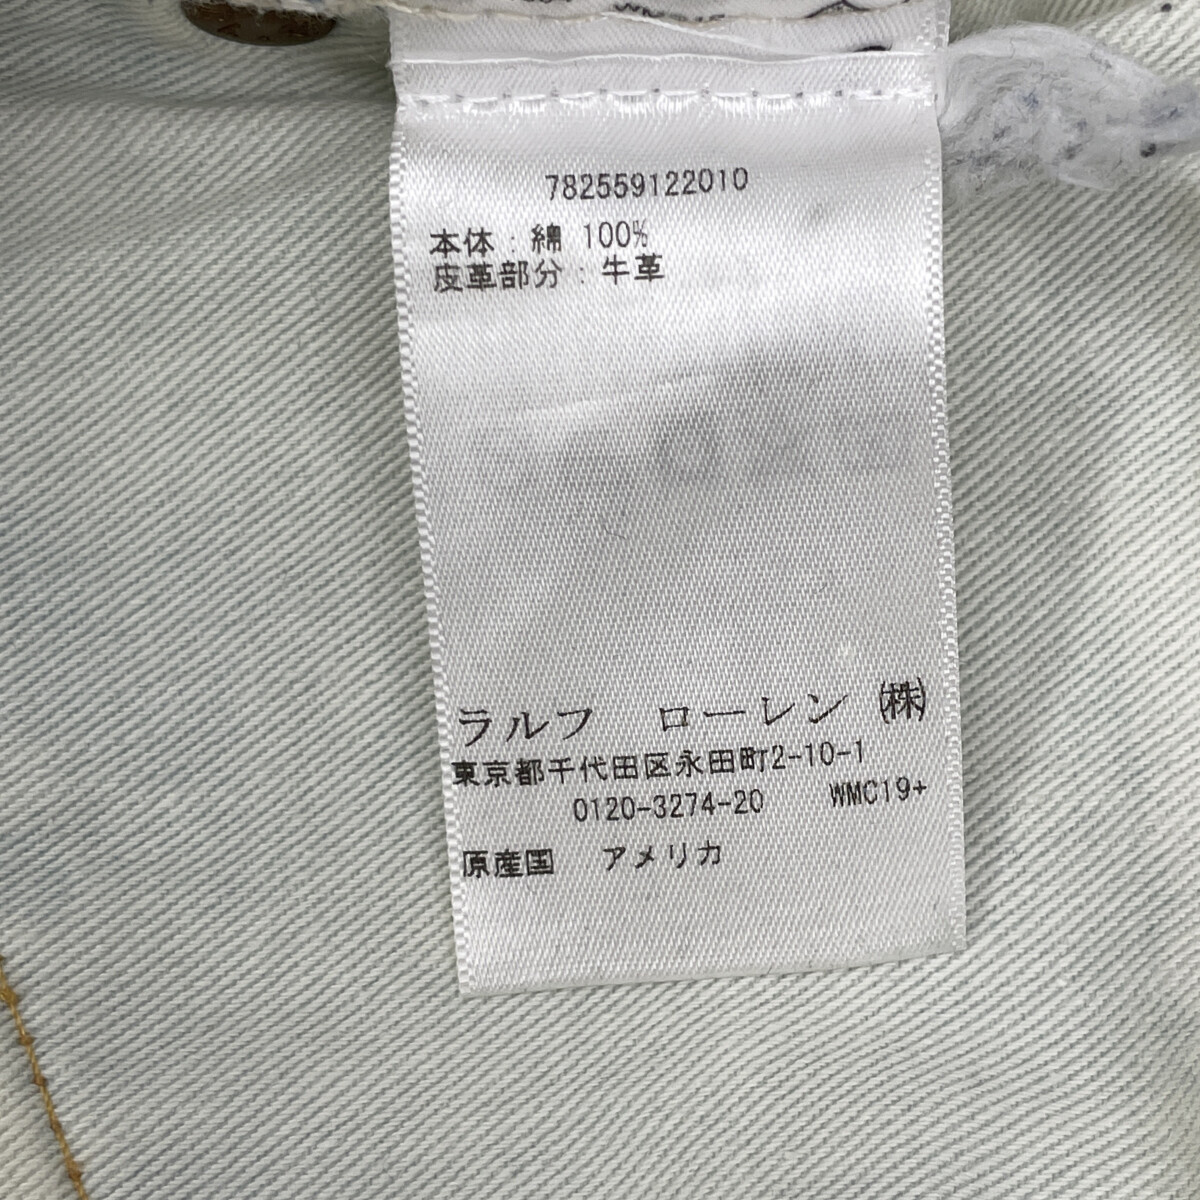 782559122010
本体：綿 100%
皮革部分：牛革
ラルフ ローレン ㈱
東京都千代田区永田町2-10-1
0120-3274-20 WMC19+
原産国 アメリカ